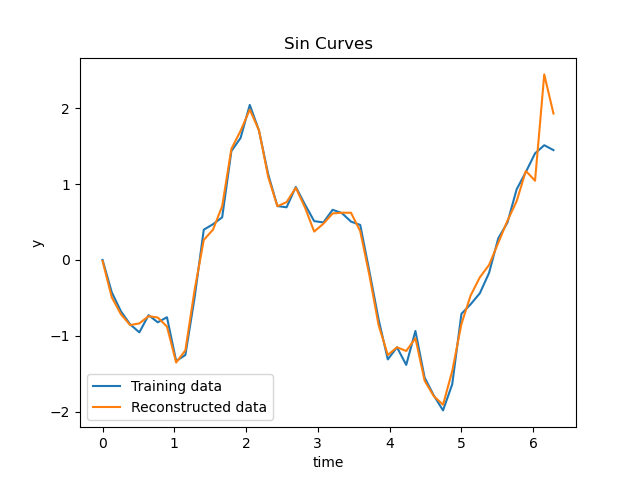 Sin Curves
y
2
1
0
−1
−2
Training data
Reconstructed data
0 1 2 3 4 5 6
time